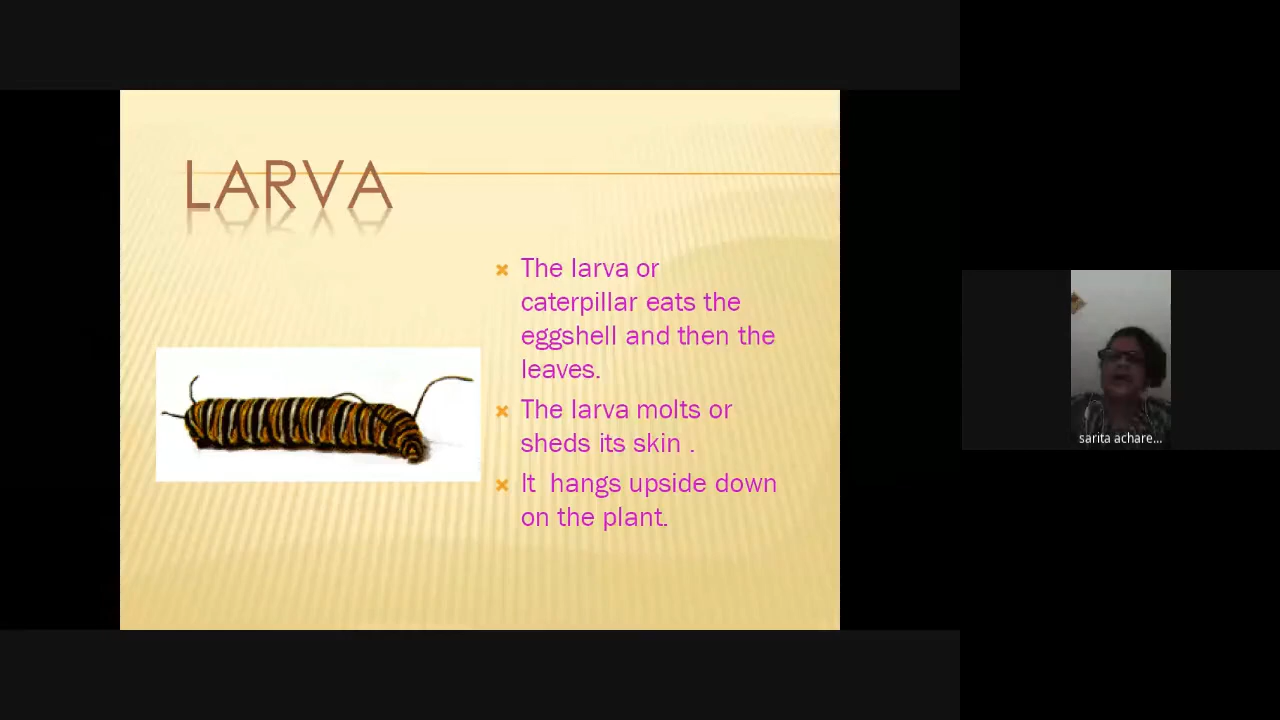 LARVA
The larva or
caterpillar eats the
eggshell and then the
leaves.
The larva molts or
sheds its skin .
It  hangs upside down
on the plant.
sarita achare...